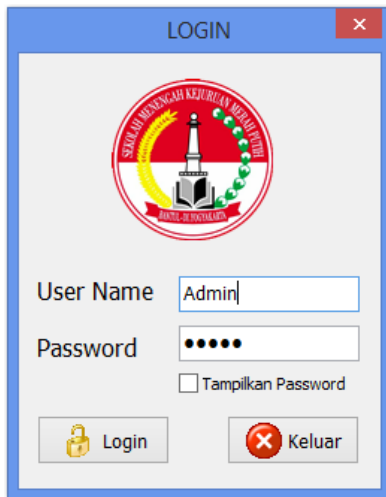 LOGIN
SEKOLAH MENENGAH KEJURUAN MERAH PUTIH
BANTUL - DI. YOGYAKARTA
User Name
Admin
Password
•••••
Tampilkan Password
Login
Keluar